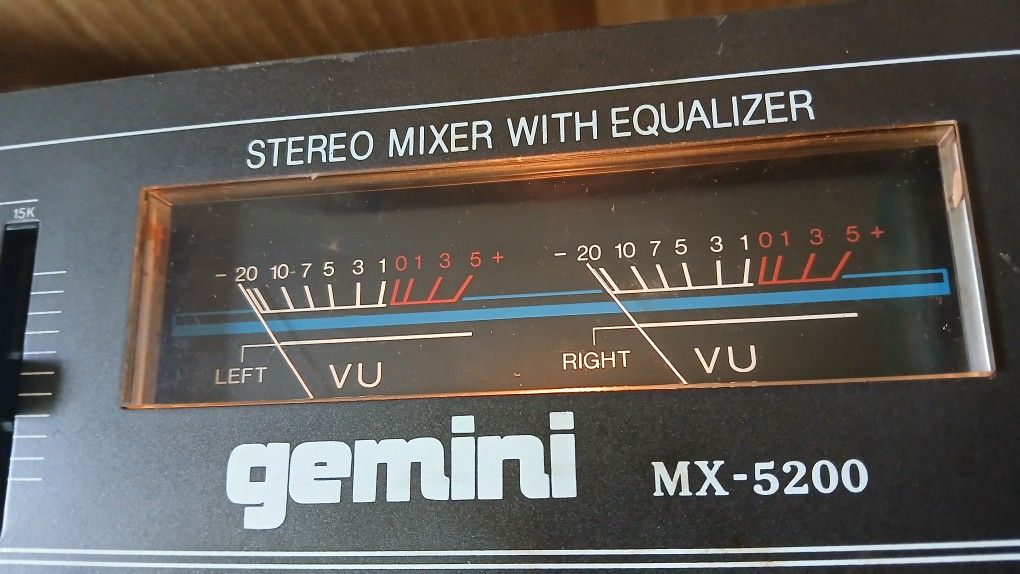 STEREO MIXER WITH EQUALIZER
15K
- 20 10 7 5 3 1 0 1 3 5 +
- 20 10 7 5 3 1 0 1 3 5 +
LEFT VU
RIGHT VU
gemini MX-5200